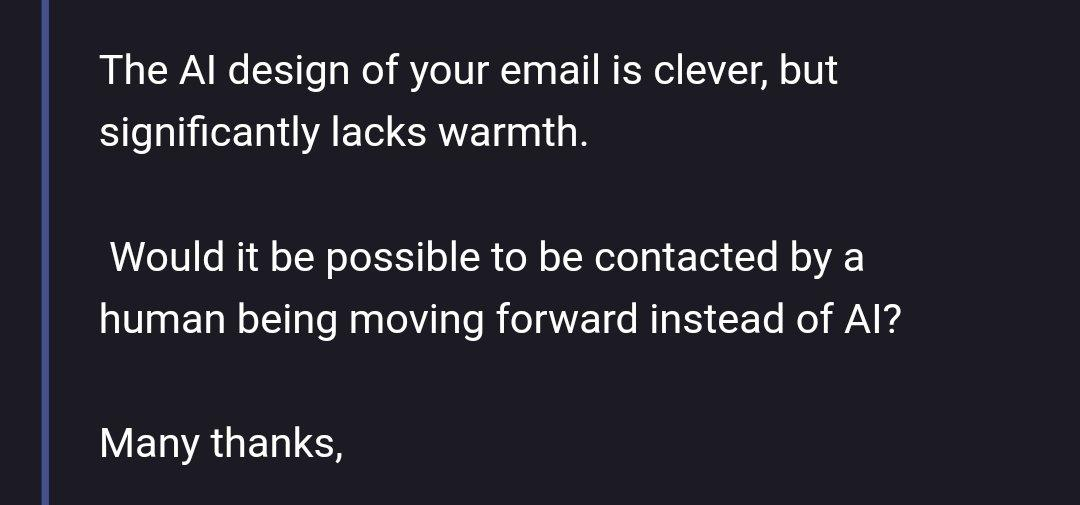 The AI design of your email is clever, but
significantly lacks warmth.
Would it be possible to be contacted by a
human being moving forward instead of AI?
Many thanks,